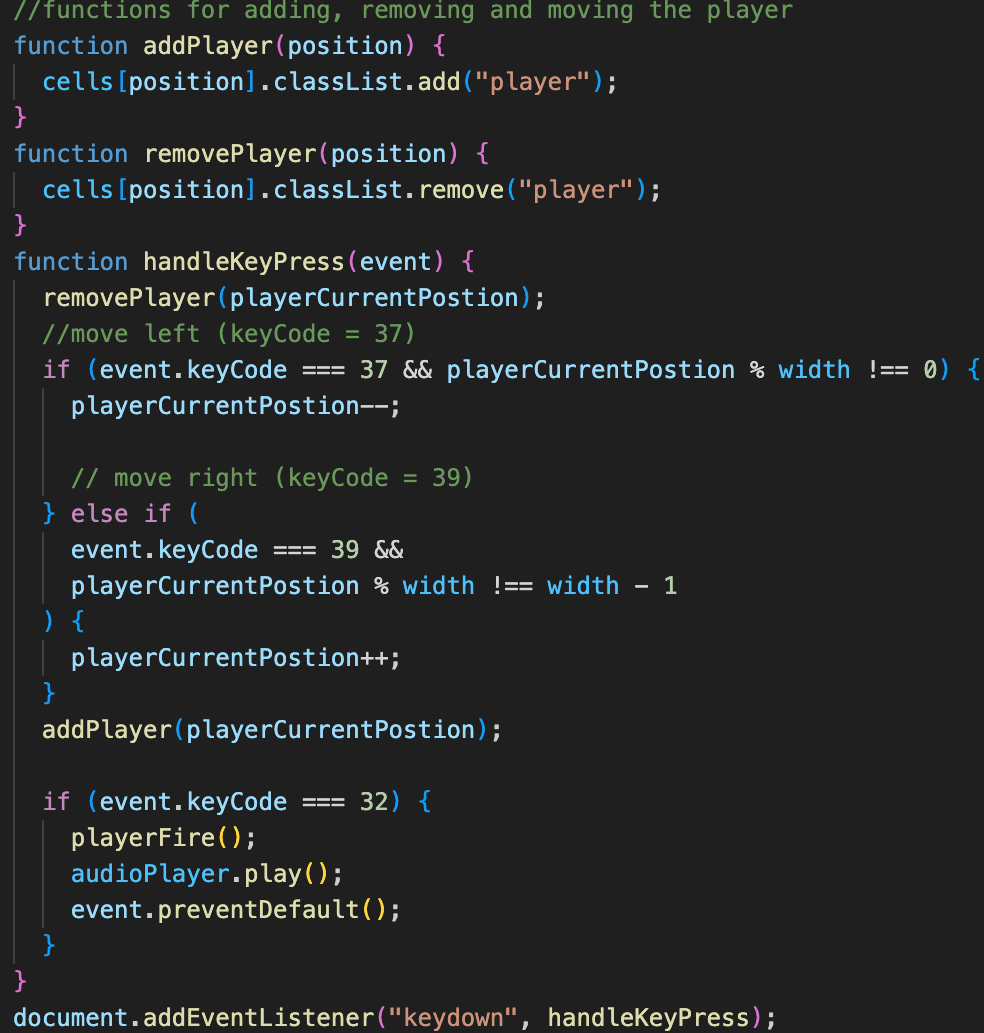 //functions for adding, removing and moving the player
function addPlayer(position) {
  cells[position].classList.add("player");
}
function removePlayer(position) {
  cells[position].classList.remove("player");
}
function handleKeyPress(event) {
  removePlayer(playerCurrentPostion);
  //move left (keyCode = 37)
  if (event.keyCode === 37 && playerCurrentPostion % width !== 0) {
    playerCurrentPostion--;

    // move right (keyCode = 39)
  } else if (
    event.keyCode === 39 &&
    playerCurrentPostion % width !== width - 1
  ) {
    playerCurrentPostion++;
  }
  addPlayer(playerCurrentPostion);

  if (event.keyCode === 32) {
    playerFire();
    audioPlayer.play();
    event.preventDefault();
  }
}
document.addEventListener("keydown", handleKeyPress);